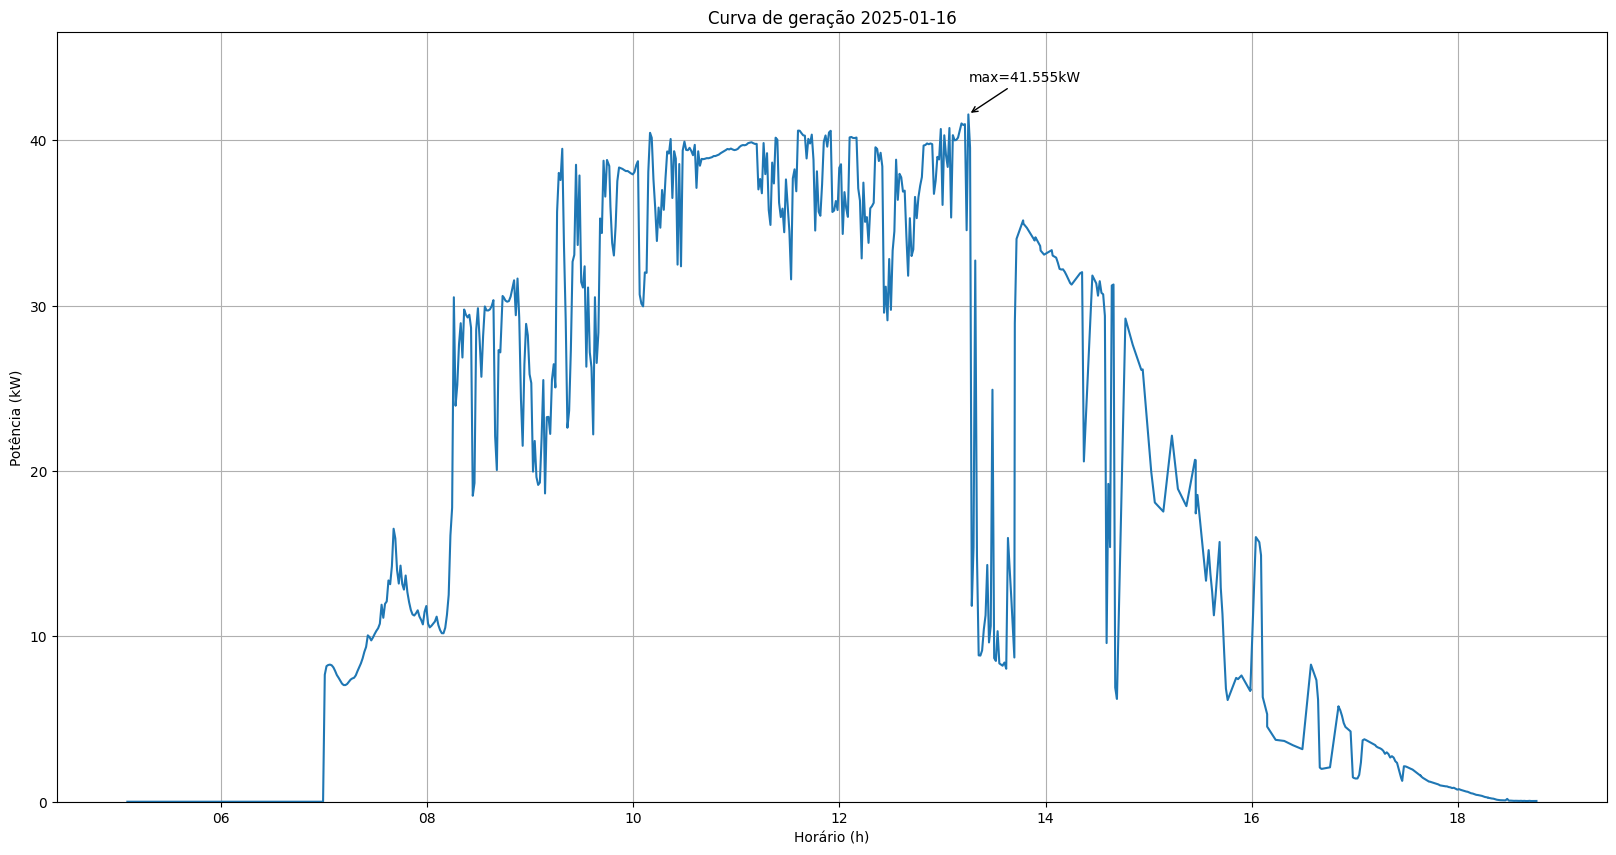 Curva de geração 2025-01-16
max=41.555kW
Potência (kW)
40
30
20
10
0
06 08 10 12 14 16 18
Horário (h)